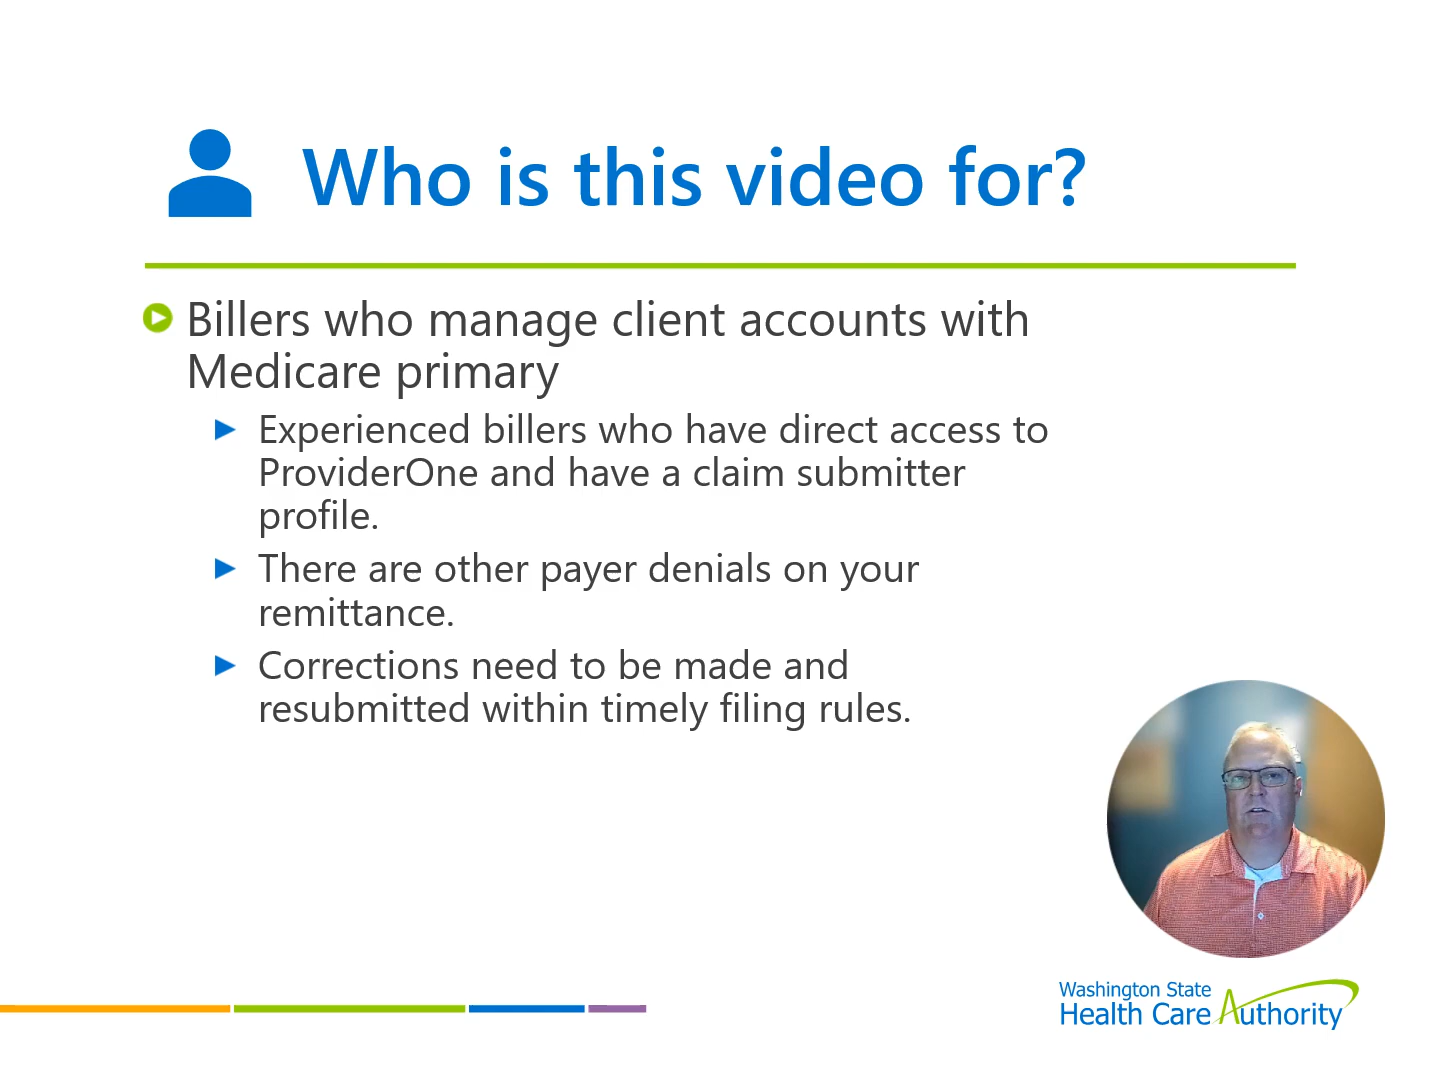 Who is this video for?
Billers who manage client accounts with
Medicare primary
Experienced billers who have direct access to
ProviderOne and have a claim submitter
profile.
There are other payer denials on your
remittance.
Corrections need to be made and
resubmitted within timely filing rules.
Washington State
Health Care Authority